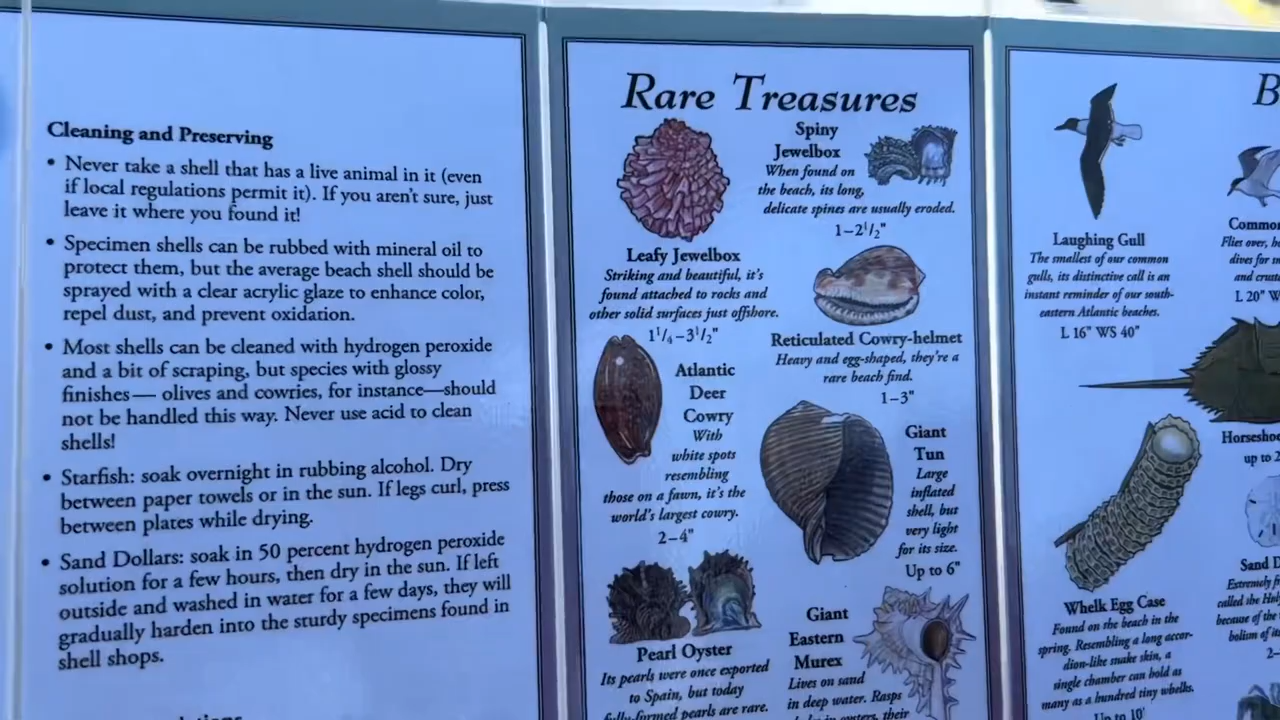 Cleaning and Preserving
• Never take a shell that has a live animal in it (even
if local regulations permit it). If you aren't sure, just
leave it where you found it!
• Specimen shells can be rubbed with mineral oil to
protect them, but the average beach shell should be
sprayed with a clear acrylic glaze to enhance color,
repel dust, and prevent oxidation.
• Most shells can be cleaned with hydrogen peroxide
and a bit of scraping, but species with glossy
finishes— olives and cowries, for instance—should
not be handled this way. Never use acid to clean
shells!
• Starfish: soak overnight in rubbing alcohol. Dry
between paper towels or in the sun. If legs curl, press
between plates while drying.
• Sand Dollars: soak in 50 percent hydrogen peroxide
solution for a few hours, then dry in the sun. If left
outside and washed in water for a few days, they will
gradually harden into the sturdy specimens found in
shell shops.
Rare Treasures
Spiny
Jewelbox
When found on
the beach, its long,
delicate spines are usually eroded.
1–2 1/2"
Leafy Jewelbox
Striking and beautiful, it's
found attached to rocks and
other solid surfaces just offshore.
1 1/4–3 1/2"
Reticulated Cowry-helmet
Heavy and egg-shaped, they're a
rare beach find.
1–3"
Atlantic
Deer
Cowry
With
white spots
resembling
those on a fawn, it's the
world's largest cowry.
2–4"
Giant
Tun
Large
inflated
shell, but
very light
for its size.
Up to 6"
Pearl Oyster
Its pearls were once exported
to Spain, but today
fully-formed pearls are rare.
Giant
Eastern
Murex
Lives on sand
in deep water. Rasps
oysters, their
B
Laughing Gull
The smallest of our common
gulls, its distinctive call is an
instant reminder of our south-
eastern Atlantic beaches.
L 16" WS 40"
Commo
Flies over, h
dives for
and crust
L 20" W
Horsesho
up to 2
Whelk Egg Case
Found on the beach in the
spring. Resembling a long accor-
dion-like snake skin, a
single chamber can hold as
many as a hundred tiny whelks.
Up to 10'
Sand D
Extremely f
called the Hol
because of the
bolism of it
2–